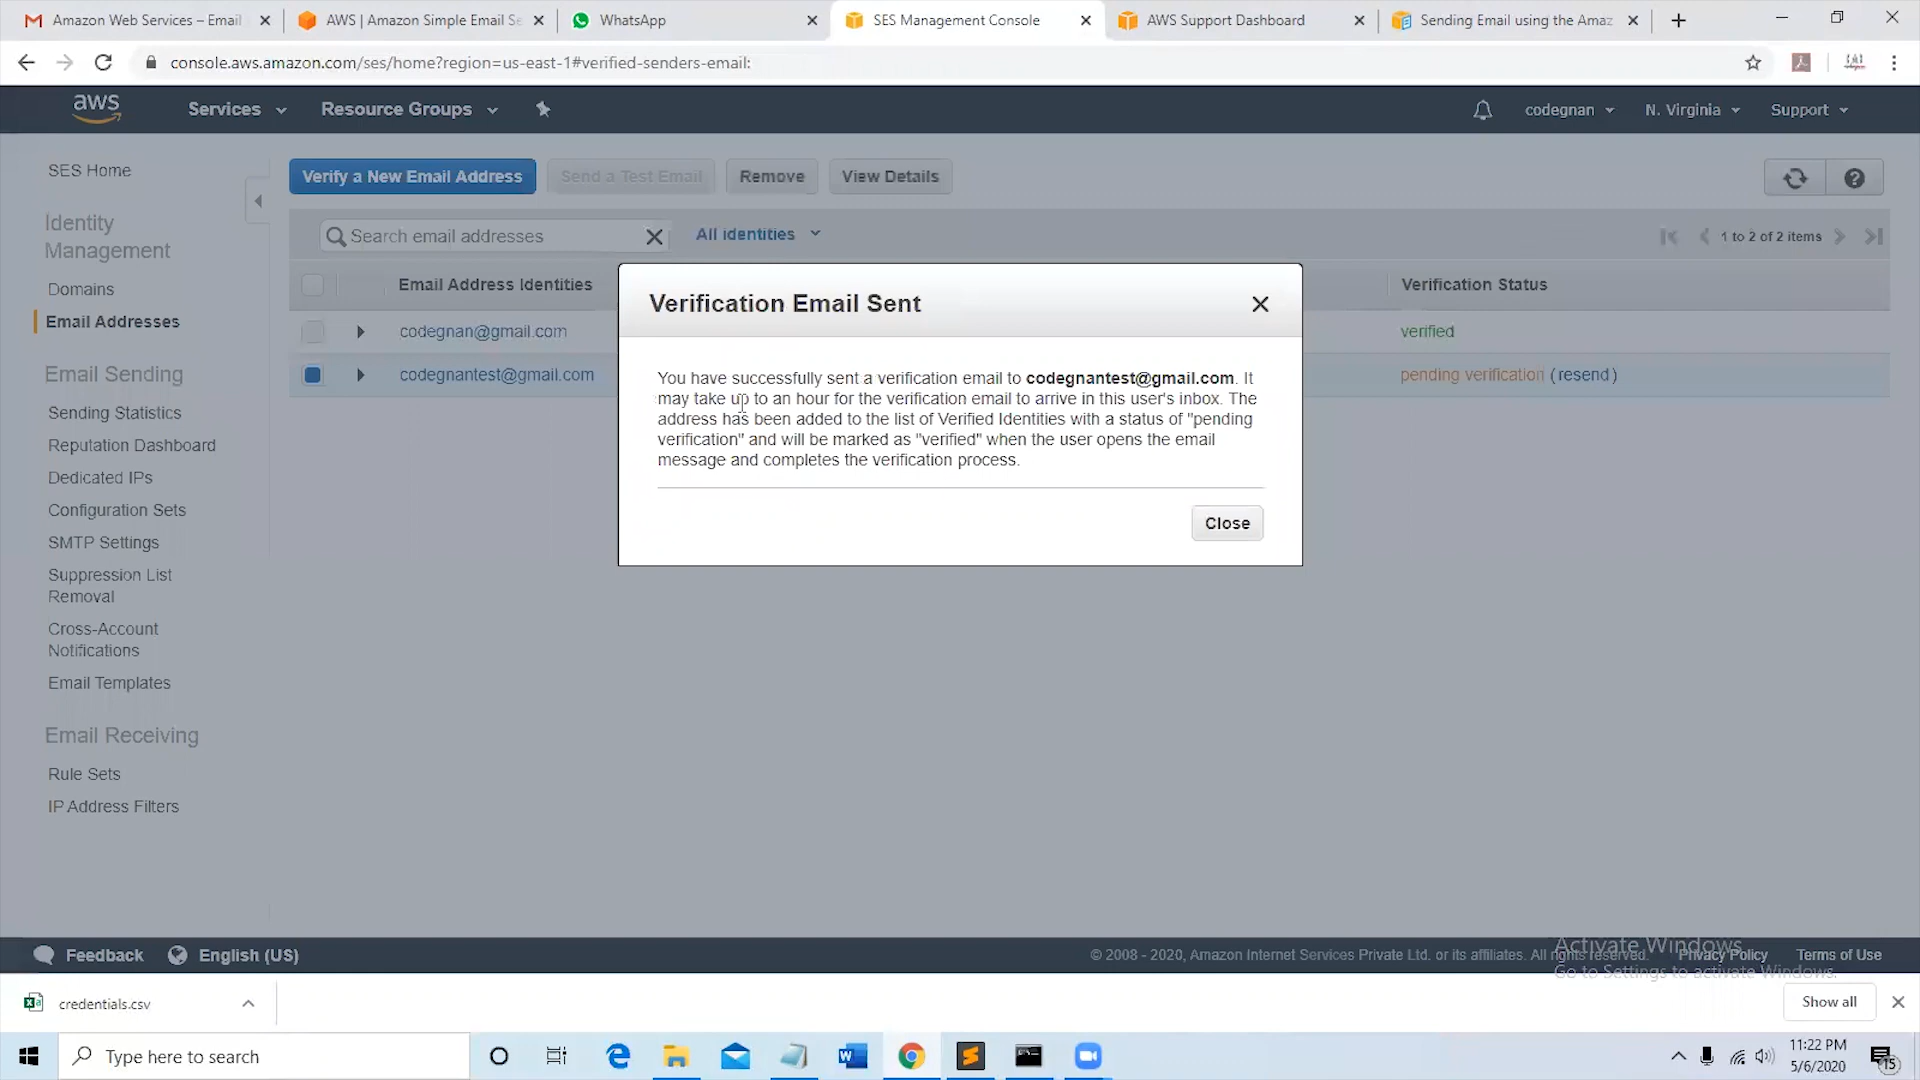 Amazon Web Services – Email
AWS | Amazon Simple Email Se
WhatsApp
SES Management Console
AWS Support Dashboard
Sending Email using the Amaz
console.aws.amazon.com/ses/home?region=us-east-1#verified-senders-email:
aws
Services
Resource Groups
codegnan
N. Virginia
Support
SES Home
Verify a New Email Address
Send a Test Email
Remove
View Details
Identity
Management
Search email addresses
All identities
1 to 2 of 2 items
Email Address Identities
Verification Status
Domains
Email Addresses
codegnan@gmail.com
verified
codegnantest@gmail.com
pending verification (resend)
Verification Email Sent
You have successfully sent a verification email to codegnantest@gmail.com. It
may take up to an hour for the verification email to arrive in this user's inbox. The
address has been added to the list of Verified Identities with a status of "pending
verification" and will be marked as "verified" when the user opens the email
message and completes the verification process.
Close
Email Sending
Sending Statistics
Reputation Dashboard
Dedicated IPs
Configuration Sets
SMTP Settings
Suppression List
Removal
Cross-Account
Notifications
Email Templates
Email Receiving
Rule Sets
IP Address Filters
Feedback
English (US)
© 2008 - 2020, Amazon Internet Services Private Ltd. or its affiliates. All rights reserved.
Privacy Policy
Terms of Use
Activate Windows
Go to Settings to activate Windows.
credentials.csv
Show all
Type here to search
11:22 PM
5/6/2020
15